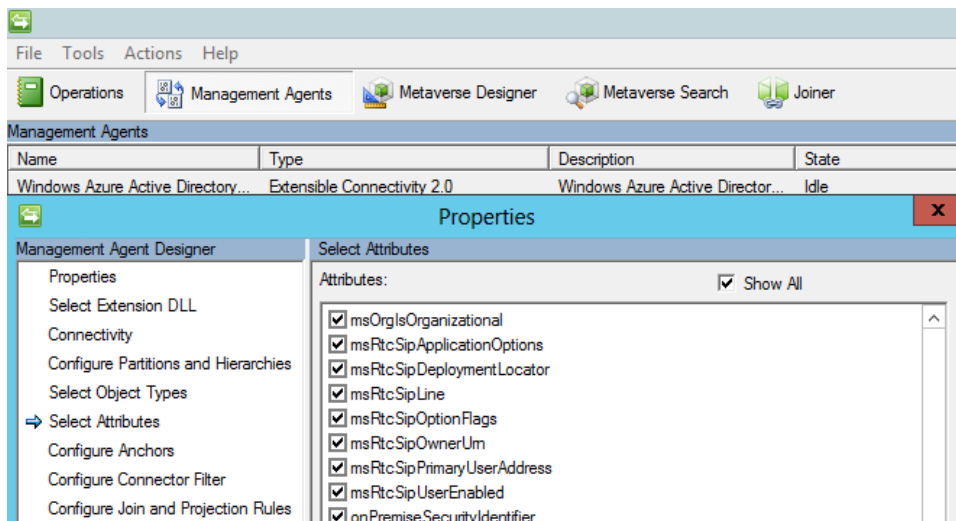 File Tools Actions Help
Operations Management Agents Metaverse Designer Metaverse Search Joiner
Management Agents
Name Type Description State
Windows Azure Active Directory... Extensible Connectivity 2.0 Windows Azure Active Director... Idle
Properties x
Management Agent Designer Select Attributes
Properties
Attributes: Show All
Select Extension DLL
msOrgIsOrganizational
Connectivity
msRtcSipApplicationOptions
Configure Partitions and Hierarchies
msRtcSipDeploymentLocator
Select Object Types
msRtcSipLine
Select Attributes
msRtcSipOptionFlags
Configure Anchors
msRtcSipOwnerUrn
Configure Connector Filter
msRtcSipPrimaryUserAddress
Configure Join and Projection Rules
msRtcSipUserEnabled
onPremiseSecurityIdentifier